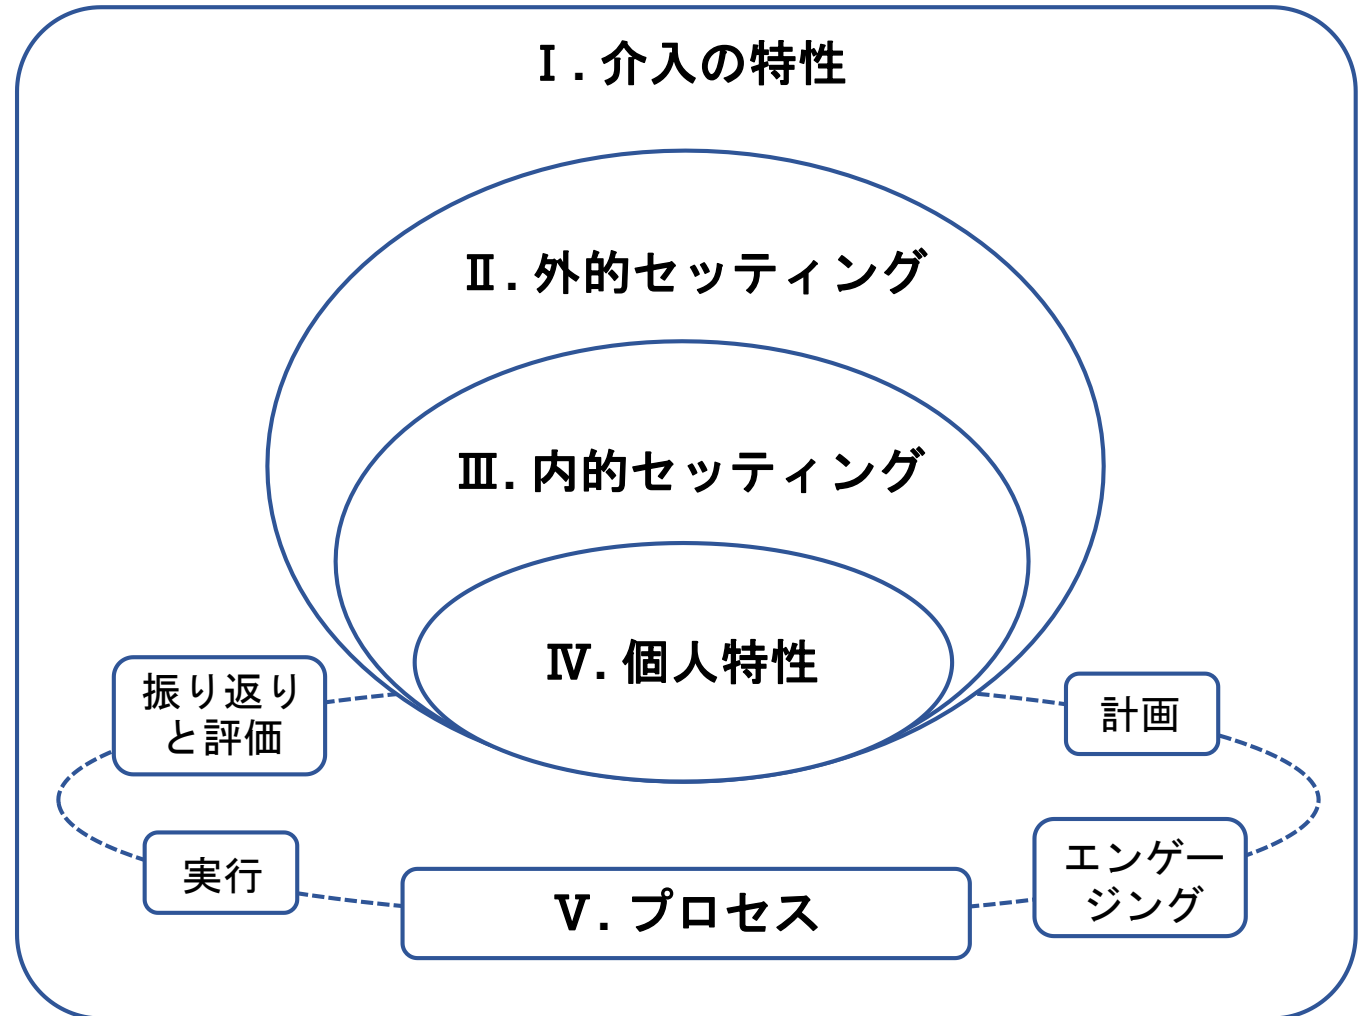 Ⅰ. 介入の特性
Ⅱ. 外的セッティング
Ⅲ. 内的セッティング
Ⅳ. 個人特性
振り返り
と評価
計画
実行
エンゲー
ジング
Ⅴ. プロセス